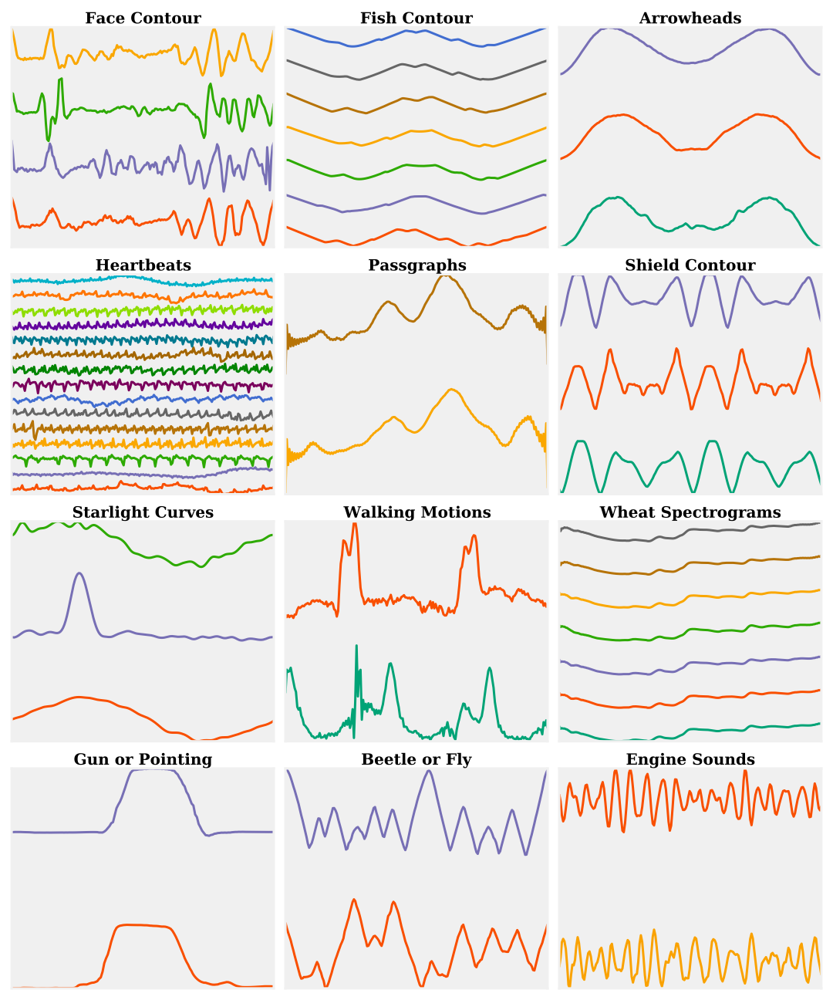 Face Contour
Fish Contour
Arrowheads
Heartbeats
Passgraphs
Shield Contour
Starlight Curves
Walking Motions
Wheat Spectrograms
Gun or Pointing
Beetle or Fly
Engine Sounds